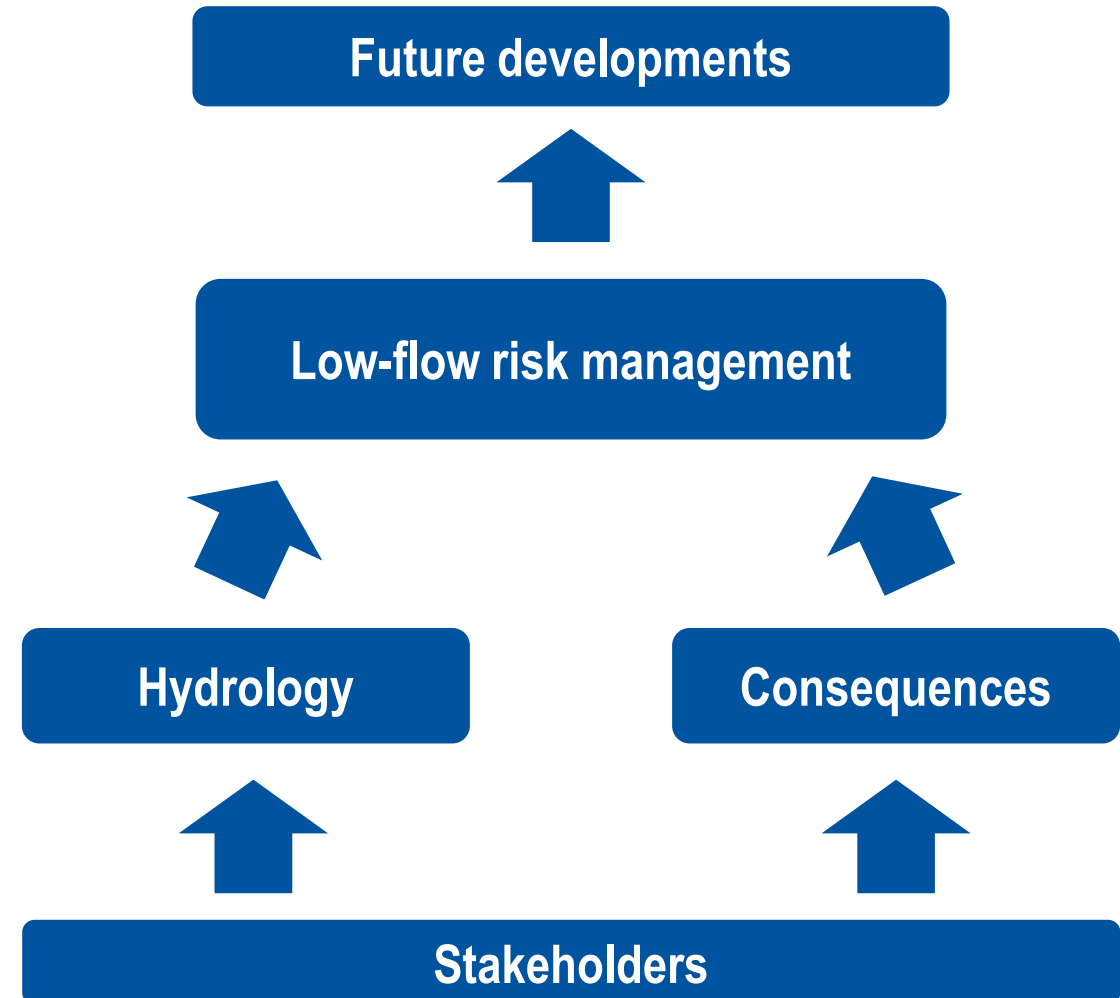 Future developments
Low-flow risk management
Hydrology
Consequences
Stakeholders